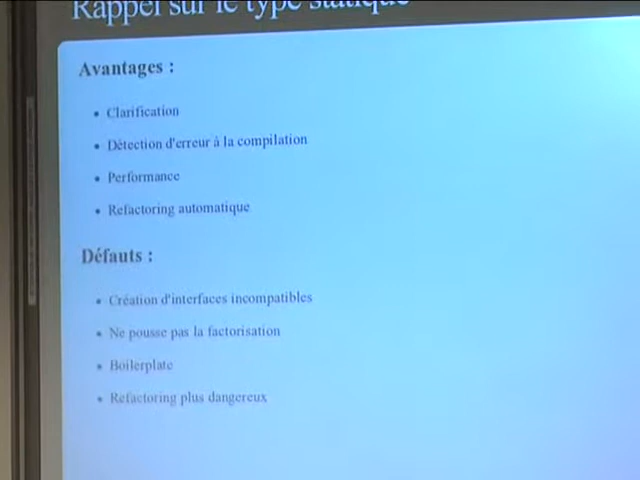 Rappel sur le type statique
Avantages :
• Clarification
• Détection d'erreur à la compilation
• Performance
• Refactoring automatique
Défauts :
• Création d'interfaces incompatibles
• Ne pousse pas la factorisation
• Boilerplate
• Refactoring plus dangereux